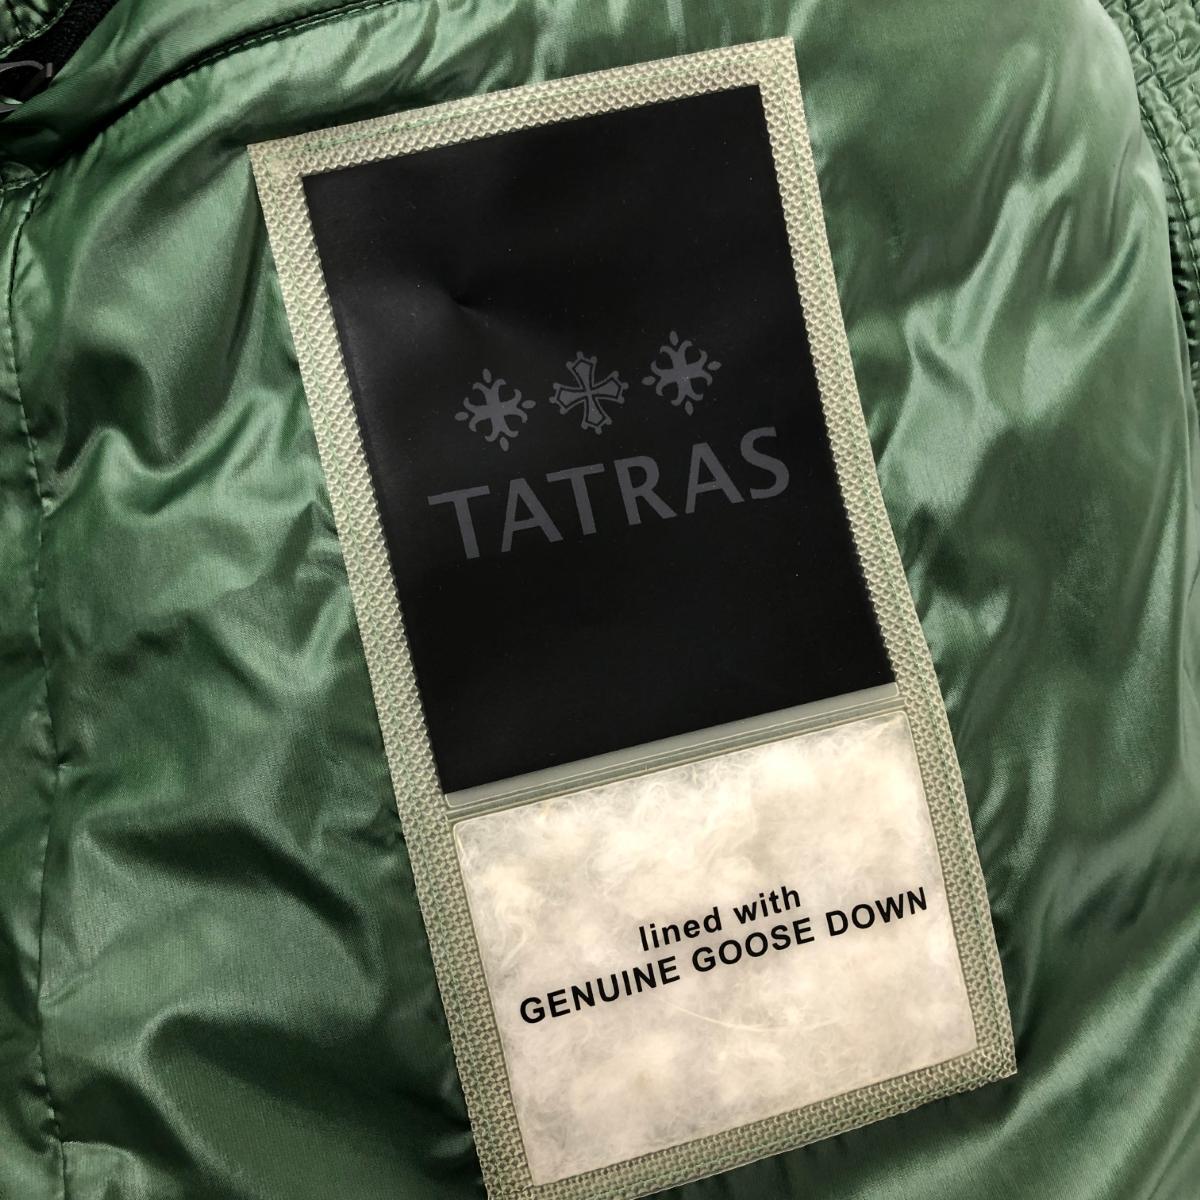 TATRAS
lined with
GENUINE GOOSE DOWN